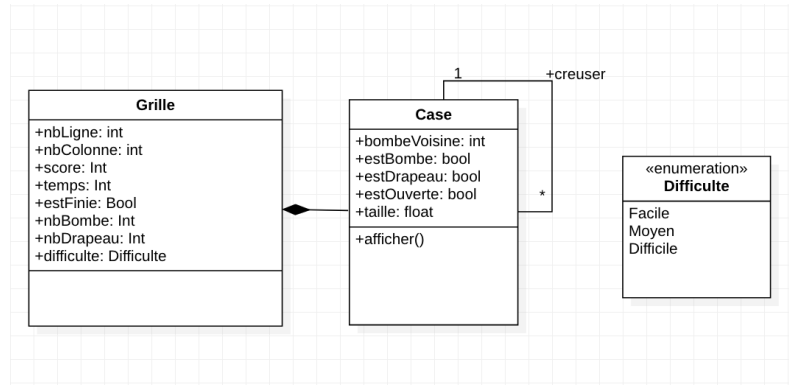 Grille
+nbLigne: int
+nbColonne: int
+score: Int
+temps: Int
+estFinie: Bool
+nbBombe: Int
+nbDrapeau: Int
+difficulte: Difficulte
1
+creuser
Case
+bombeVoisine: int
+estBombe: bool
+estDrapeau: bool
+estOuverte: bool
+taille: float
*
+afficher()
«enumeration»
Difficulte
Facile
Moyen
Difficile